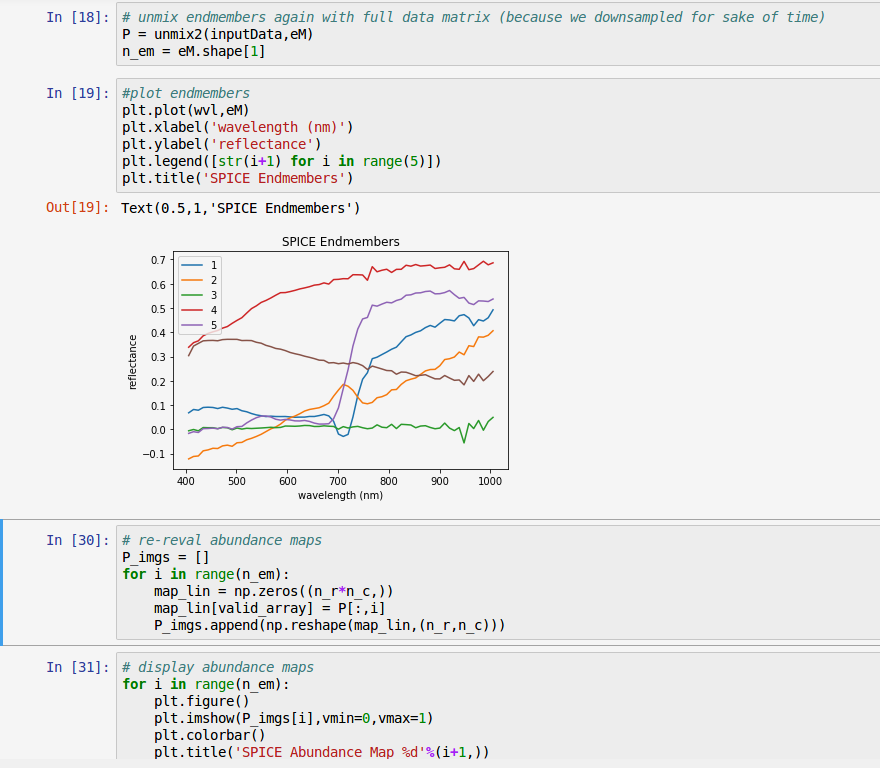 In [18]: # unmix endmembers again with full data matrix (because we downsampled for sake of time)
P = unmix2(inputData,eM)
n_em = eM.shape[1]
In [19]: #plot endmembers
plt.plot(wvl,eM)
plt.xlabel('wavelength (nm)')
plt.ylabel('reflectance')
plt.legend([str(i+1) for i in range(5)])
plt.title('SPICE Endmembers')
Out[19]: Text(0.5,1,'SPICE Endmembers')
SPICE Endmembers
1
2
3
4
5
0.7
0.6
0.5
0.4
0.3
0.2
0.1
0.0
−0.1
reflectance
400 500 600 700 800 900 1000
wavelength (nm)
In [30]: # re-reval abundance maps
P_imgs = []
for i in range(n_em):
    map_lin = np.zeros((n_r*n_c,))
    map_lin[valid_array] = P[:,i]
    P_imgs.append(np.reshape(map_lin,(n_r,n_c)))
In [31]: # display abundance maps
for i in range(n_em):
    plt.figure()
    plt.imshow(P_imgs[i],vmin=0,vmax=1)
    plt.colorbar()
    plt.title('SPICE Abundance Map %d'%(i+1,))